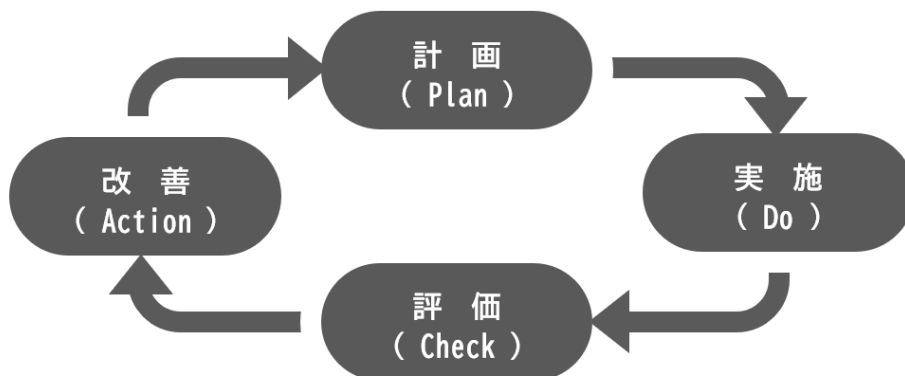 計　画
( Plan )
実　施
( Do )
評　価
( Check )
改　善
( Action )